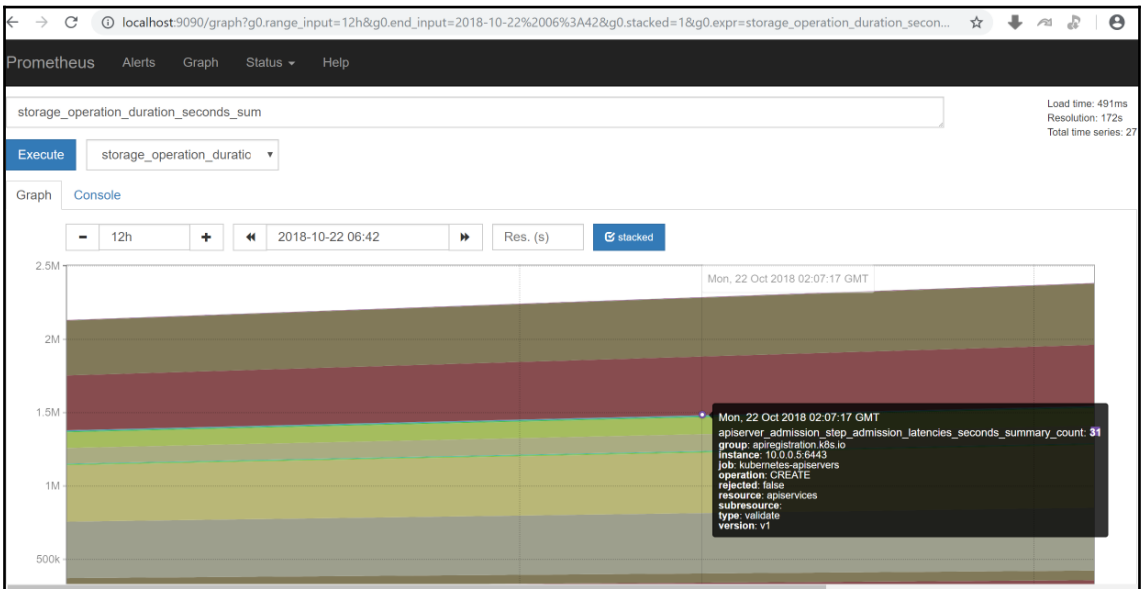 localhost:9090/graph?g0.range_input=12h&g0.end_input=2018-10-22%2006%3A42&g0.stacked=1&g0.expr=storage_operation_duration_secon...
Prometheus Alerts Graph Status Help
storage_operation_duration_seconds_sum
Load time: 491ms
Resolution: 172s
Total time series: 27
Execute storage_operation_duratic
Graph Console
12h 2018-10-22 06:42 Res. (s) stacked
2.5M
Mon, 22 Oct 2018 02:07:17 GMT
2M
1.5M
Mon, 22 Oct 2018 02:07:17 GMT
apiserver_admission_step_admission_latencies_seconds_summary_count: 31
group: apiregistration.k8s.io
instance: 10.0.0.5:6443
job: kubernetes-apiservers
operation: CREATE
rejected: false
resource: apiservices
subresource:
type: validate
version: v1
1M
500k